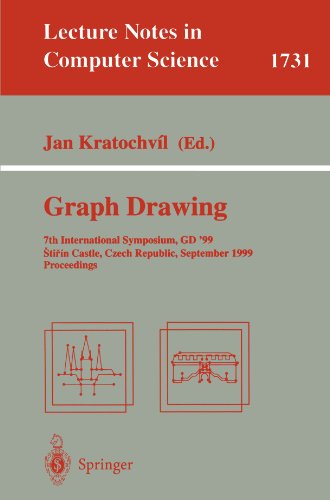 Lecture Notes in
Computer Science 1731
Jan Kratochvíl (Ed.)
Graph Drawing
7th International Symposium, GD '99
Štiřín Castle, Czech Republic, September 1999
Proceedings
Springer